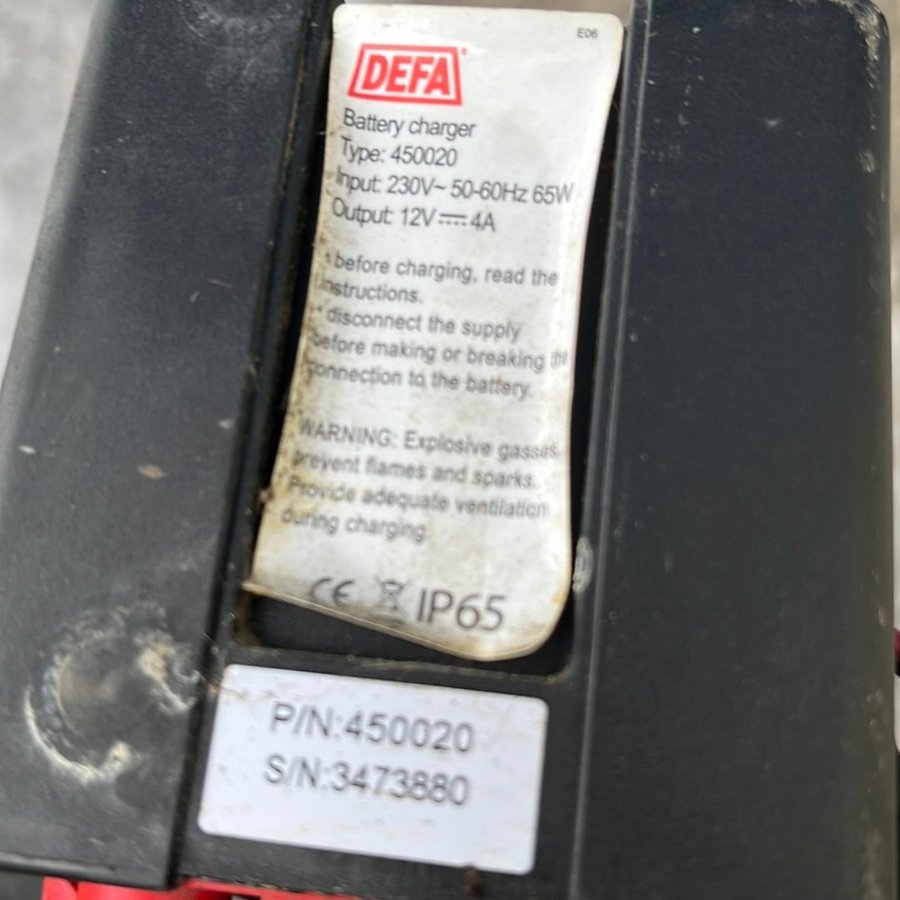 E06
DEFA
Battery charger
Type: 450020
Input: 230V~ 50-60Hz 65W
Output: 12V⎓4A
* before charging, read the
instructions.
* disconnect the supply
before making or breaking the
connection to the battery.
WARNING: Explosive gasses,
prevent flames and sparks.
Provide adequate ventilation
during charging.
CE IP65
P/N:450020
S/N:3473880